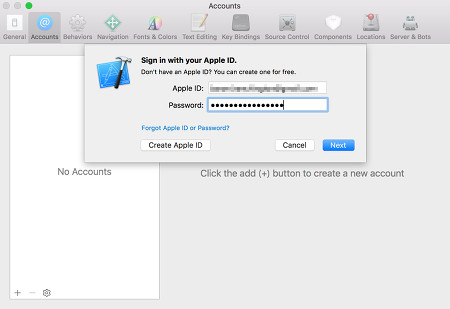 Accounts
General Accounts Behaviors Navigation Fonts & Colors Text Editing Key Bindings Source Control Components Locations Server & Bots
Sign in with your Apple ID.
Don't have an Apple ID? You can create one for free.
Apple ID:
Password: ••••••••••••••••
Forgot Apple ID or Password?
Create Apple ID Cancel Next
No Accounts
Click the add (+) button to create a new account